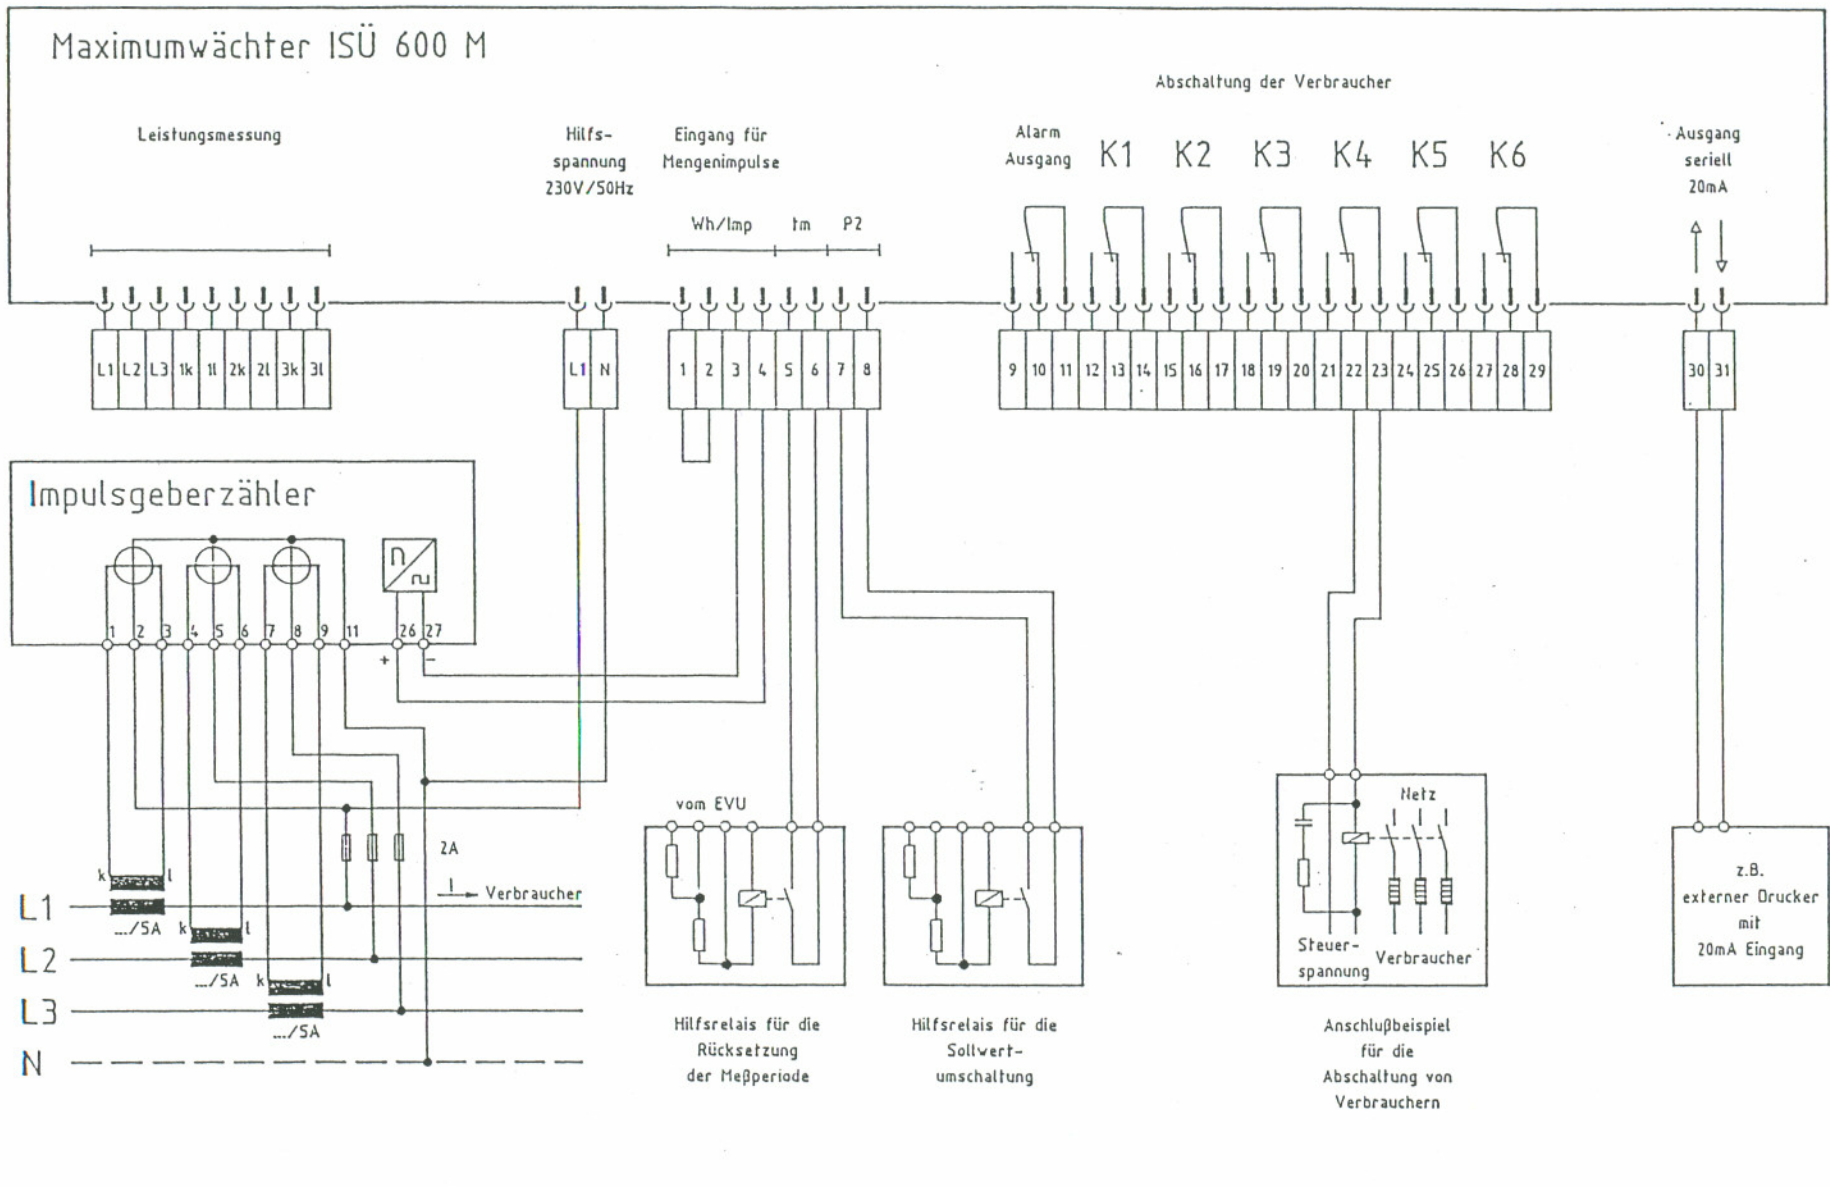 Maximumwächter ISÜ 600 M
Abschaltung der Verbraucher
Leistungsmessung
Hilfs-
spannung
230V/50Hz
Eingang für
Mengenimpulse
Wh/Imp
tm
P2
Alarm
Ausgang
K1
K2
K3
K4
K5
K6
Ausgang
seriell
20mA
L1 L2 L3 1k 1l 2k 2l 3k 3l
L1 N
1 2 3 4 5 6 7 8
9 10 11 12 13 14 15 16 17 18 19 20 21 22 23 24 25 26 27 28 29
30 31
Impulsgeberzähler
n
1 2 3 4 5 6 7 8 9 11 26 27
+ -
vom EVU
2A
I
Verbraucher
k l
L1
.../5A
k l
L2
.../5A
k l
L3
.../5A
N
Netz
Steuer-
spannung
Verbraucher
z.B.
externer Drucker
mit
20mA Eingang
Hilfsrelais für die
Rücksetzung
der Meßperiode
Hilfsrelais für die
Sollwert-
umschaltung
Anschlußbeispiel
für die
Abschaltung von
Verbrauchern